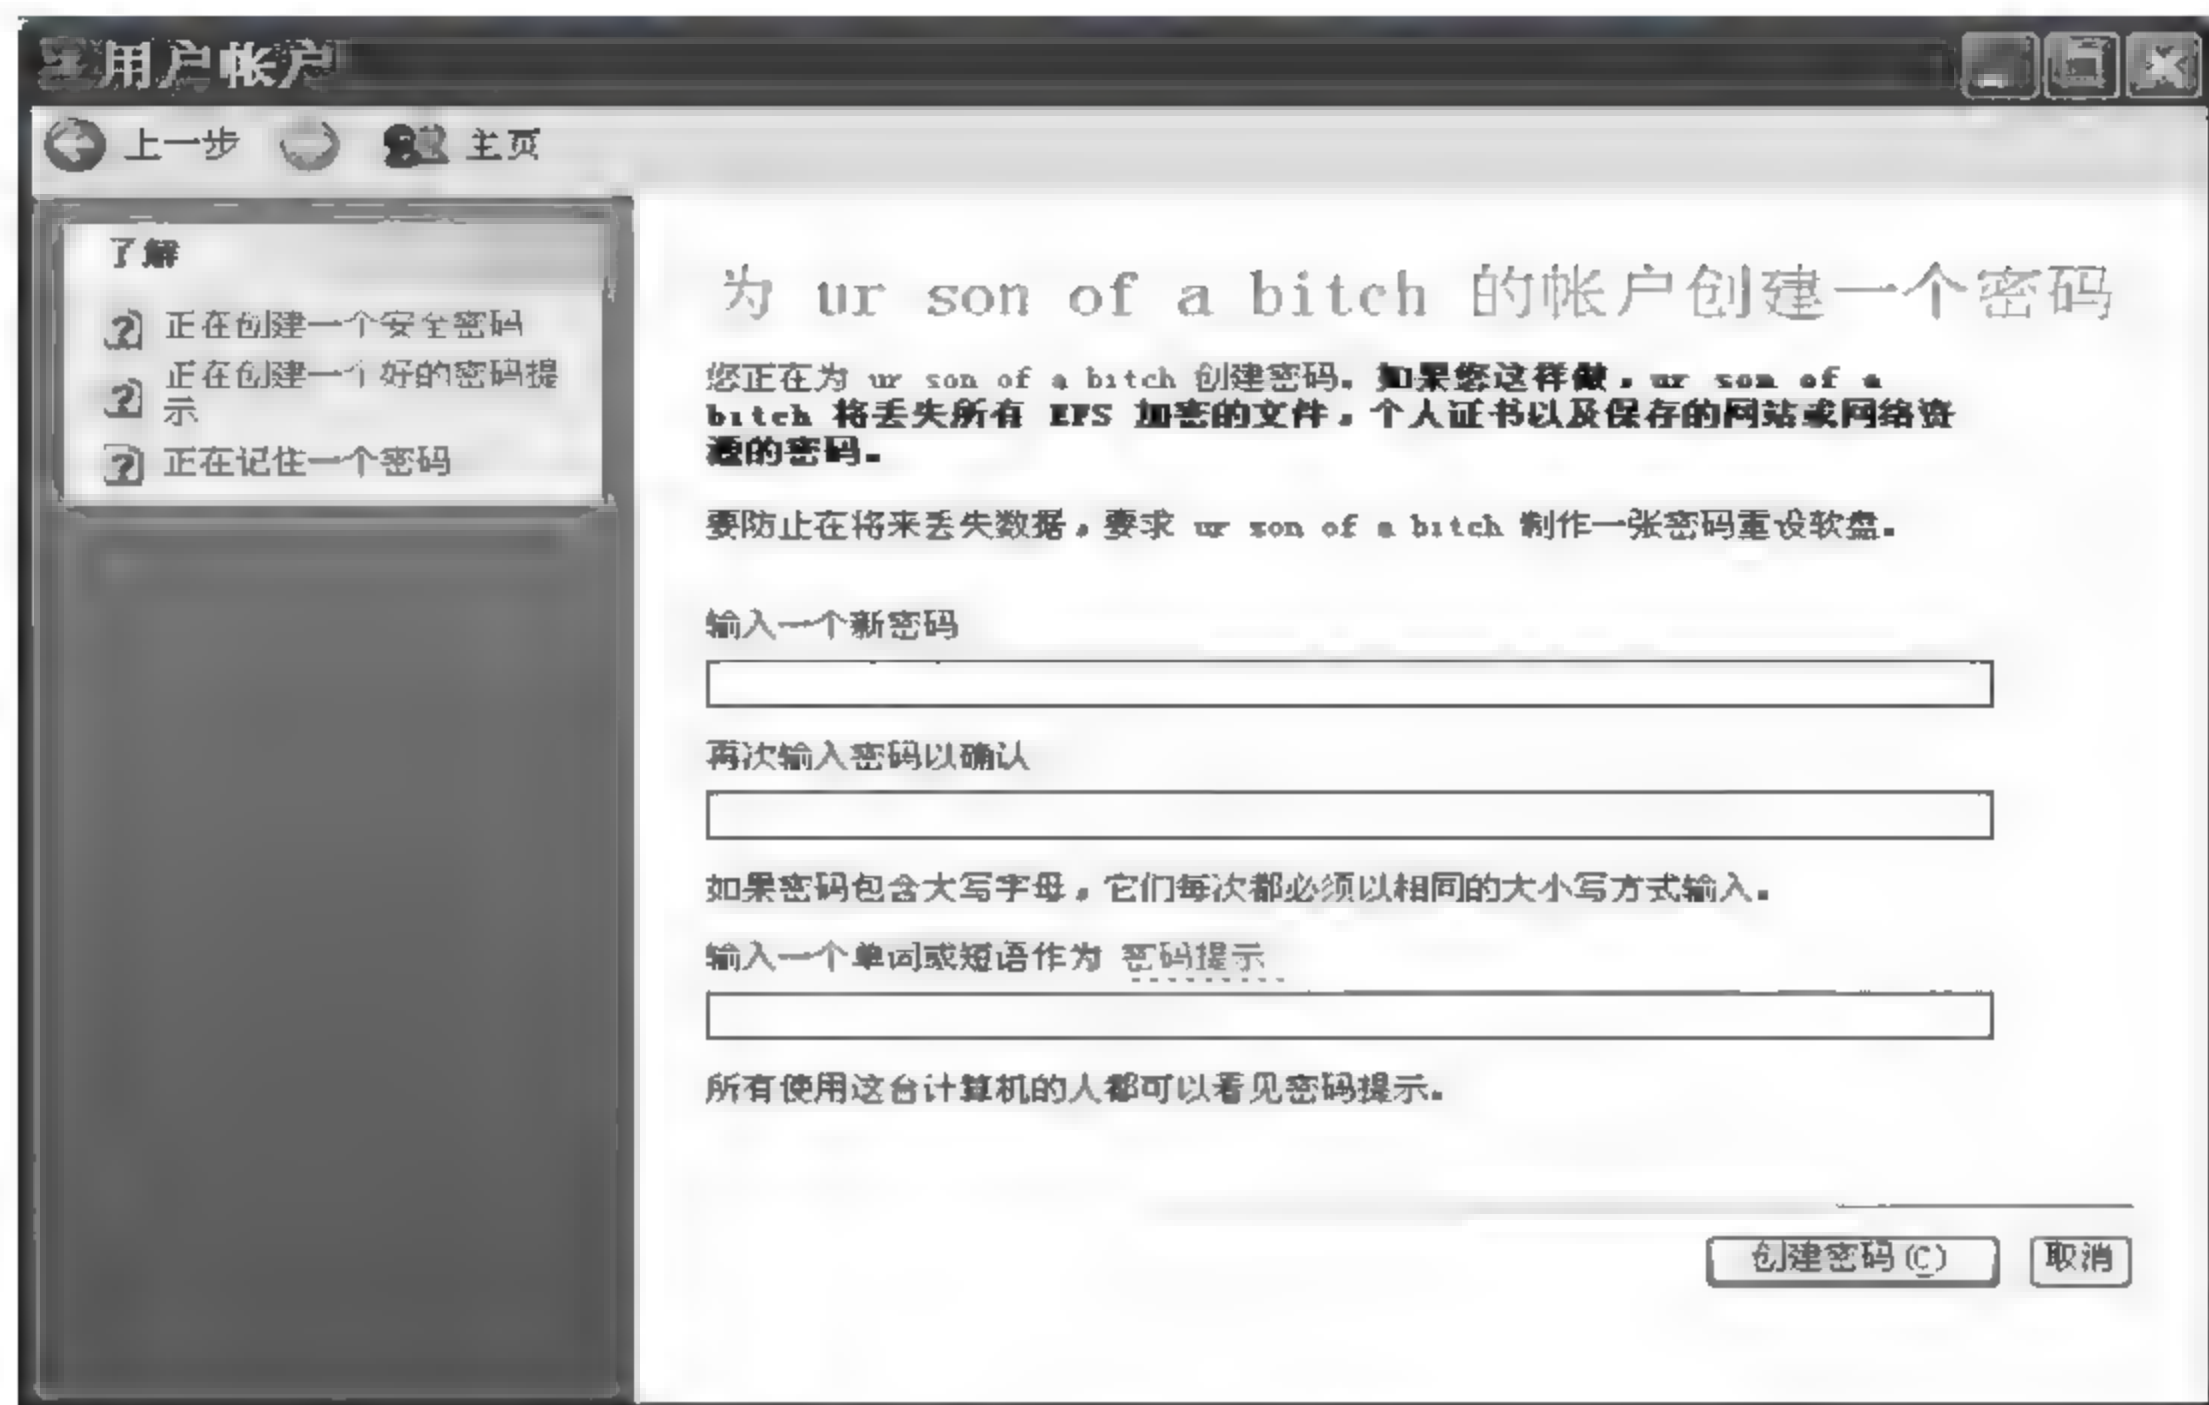 用户帐户
上一步 主页
了解
正在创建一个安全密码
正在创建一个好的密码提
示
正在记住一个密码
为 ur son of a bitch 的帐户创建一个密码
您正在为 ur son of a bitch 创建密码。如果您这样做，ur son of a
bitch 将丢失所有 EFS 加密的文件，个人证书以及保存的网站或网络资
源的密码。
要防止在将来丢失数据，要求 ur son of a bitch 制作一张密码重设软盘。
输入一个新密码
再次输入密码以确认
如果密码包含大写字母，它们每次都必须以相同的大小写方式输入。
输入一个单词或短语作为 密码提示
所有使用这台计算机的人都可以看见密码提示。
创建密码(C) 取消